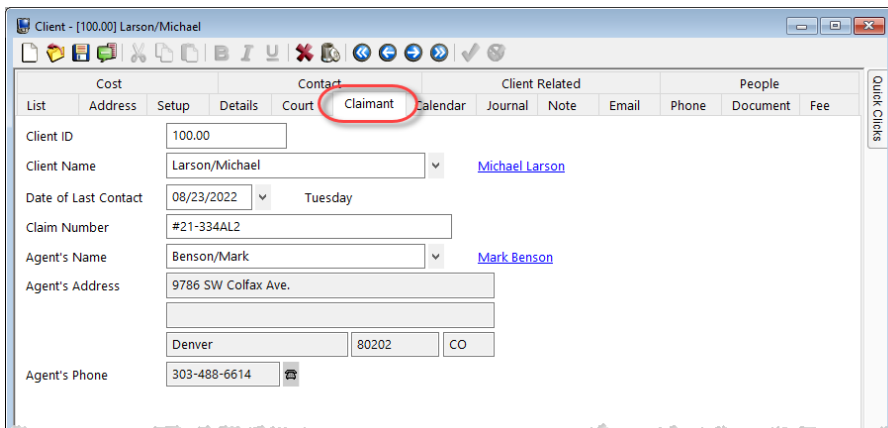 Client - [100.00] Larson/Michael
B I U
Cost Contact Client Related People
List Address Setup Details Court Claimant Calendar Journal Note Email Phone Document Fee
Quick Clicks
Client ID 100.00
Client Name Larson/Michael Michael Larson
Date of Last Contact 08/23/2022 Tuesday
Claim Number #21-334AL2
Agent's Name Benson/Mark Mark Benson
Agent's Address 9786 SW Colfax Ave.
Denver 80202 CO
Agent's Phone 303-488-6614